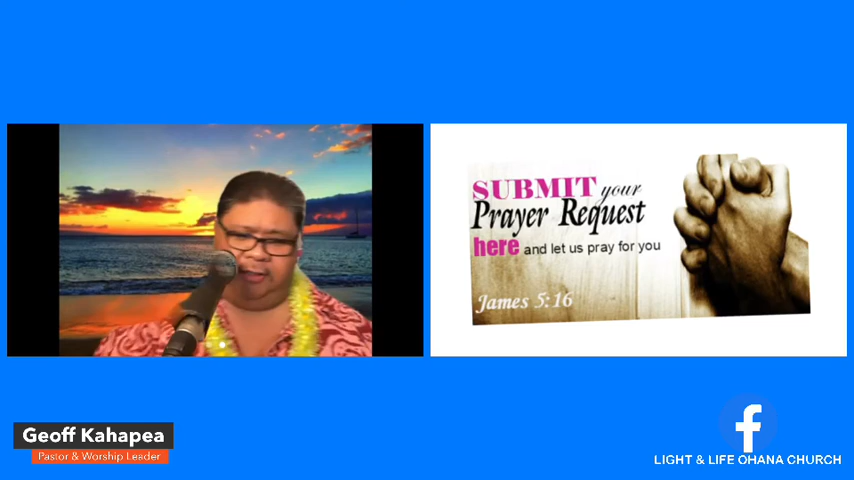 SUBMIT your
Prayer Request
here and let us pray for you
James 5:16
Geoff Kahapea
Pastor & Worship Leader
LIGHT & LIFE OHANA CHURCH